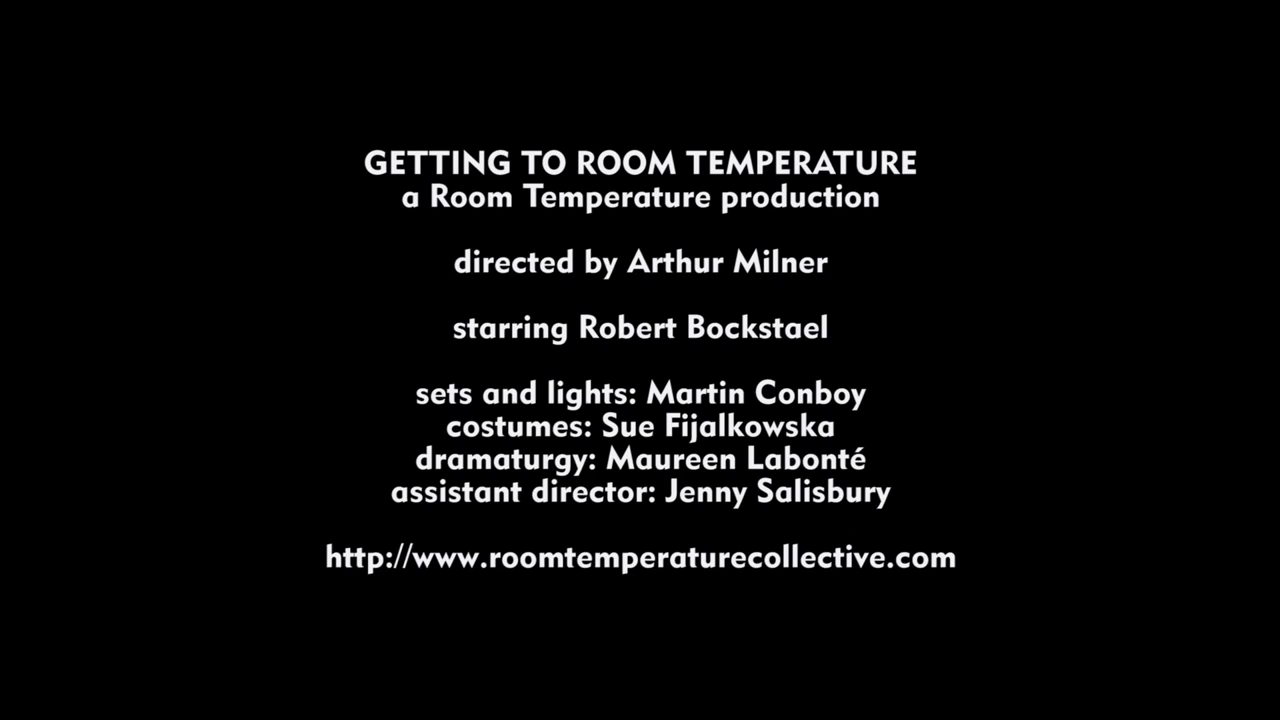 GETTING TO ROOM TEMPERATURE
a Room Temperature production
directed by Arthur Milner
starring Robert Bockstael
sets and lights: Martin Conboy
costumes: Sue Fijalkowska
dramaturgy: Maureen Labonté
assistant director: Jenny Salisbury
http://www.roomtemperaturecollective.com